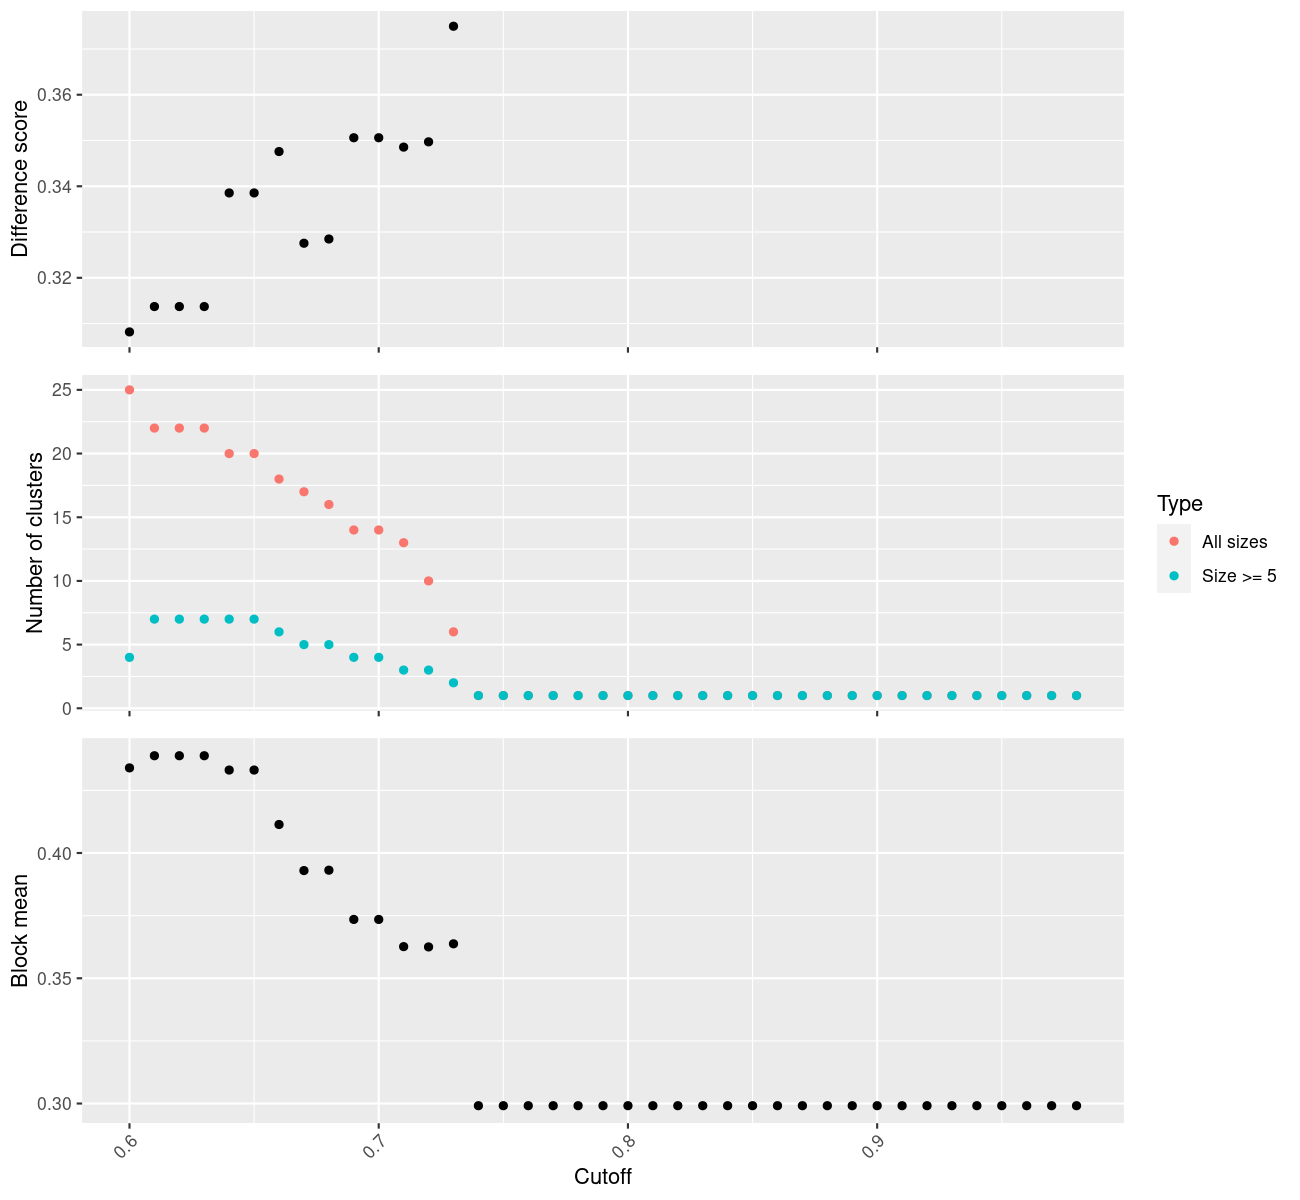 Difference score
0.36
0.34
0.32
Number of clusters
25
20
15
10
5
0
Type
All sizes
Size >= 5
Block mean
0.40
0.35
0.30
0.6
0.7
0.8
0.9
Cutoff